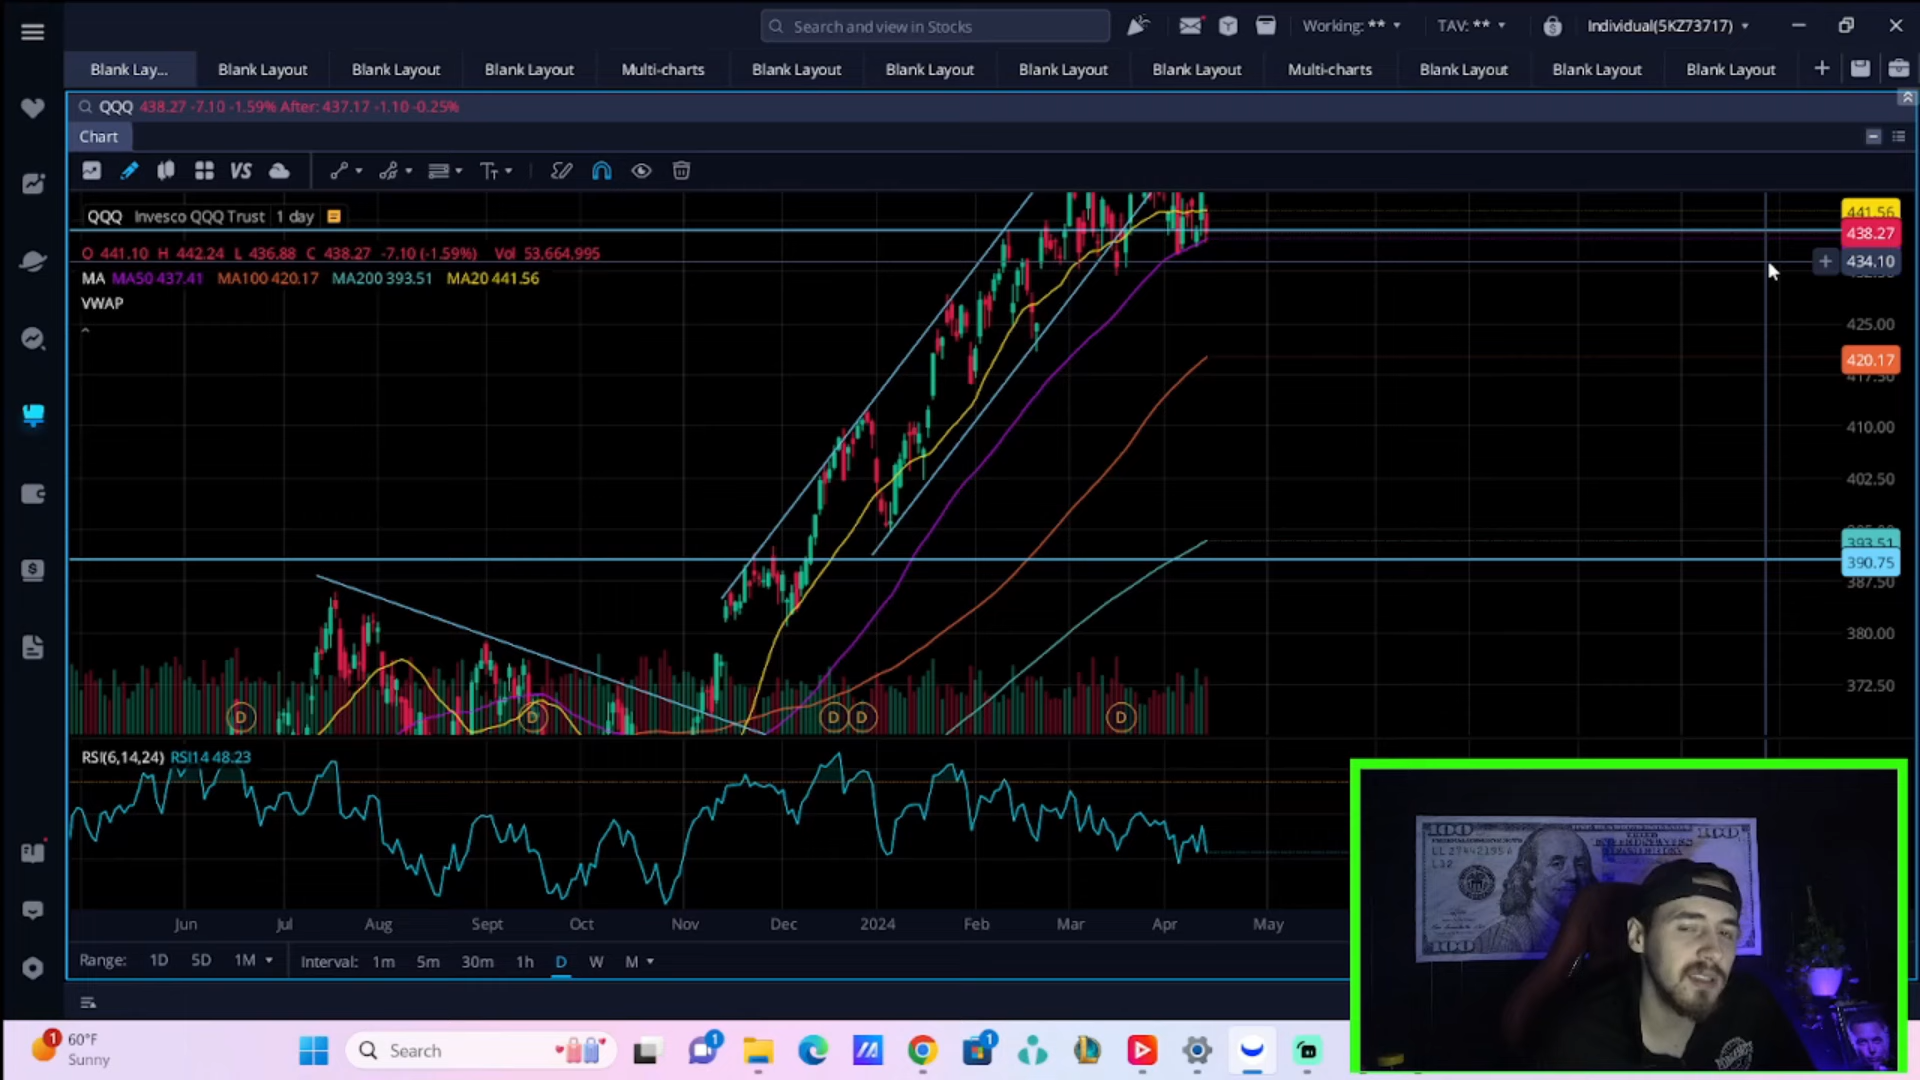 Search and view in Stocks
Working: **
TAV: **
Individual(5KZ73717)
Blank Lay...
Blank Layout
Blank Layout
Blank Layout
Multi-charts
Blank Layout
Blank Layout
Blank Layout
Blank Layout
Multi-charts
Blank Layout
Blank Layout
Blank Layout
QQQ 438.27 -7.10 -1.59% After: 437.17 -1.10 -0.25%
Chart
VS
QQQ Invesco QQQ Trust 1 day
O 441.10 H 442.24 L 436.88 C 438.27 -7.10 (-1.59%) Vol 53,664,995
MA MA50 437.41 MA100 420.17 MA200 393.51 MA20 441.56
VWAP
441.56
438.27
434.10
425.00
420.17
417.50
410.00
402.50
393.51
390.75
387.50
380.00
372.50
D
D
D
D
D
RSI(6,14,24) RSI14 48.23
Jun
Jul
Aug
Sept
Oct
Nov
Dec
2024
Feb
Mar
Apr
May
Range: 1D 5D 1M
Interval: 1m 5m 30m 1h D W M
100
100
1
60°F
Sunny
Search
1
1